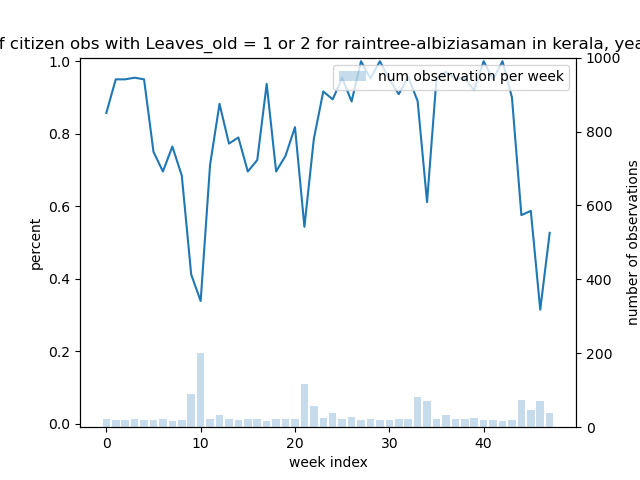 f citizen obs with Leaves_old = 1 or 2 for raintree-albiziasaman in kerala, yea
num observation per week
1.0
0.8
0.6
0.4
0.2
0.0
percent
1000
800
600
400
200
0
number of observations
0 10 20 30 40
week index